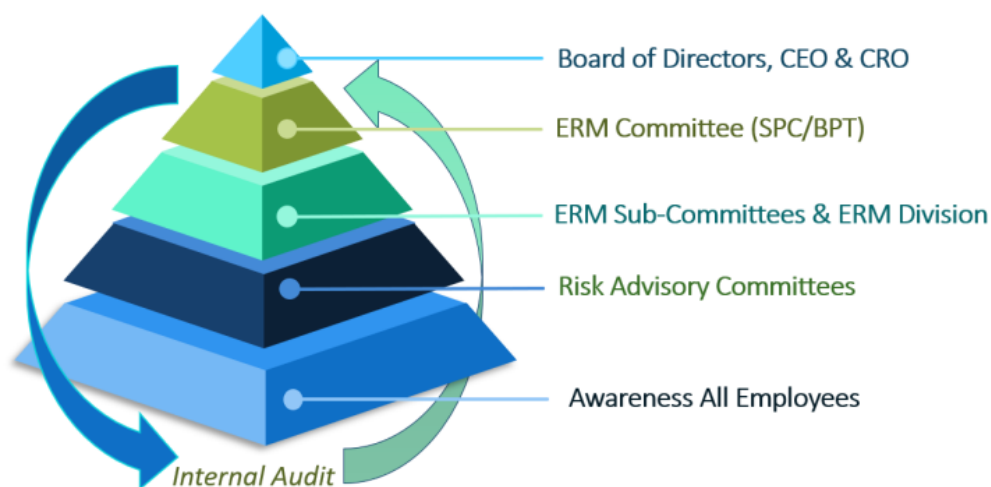 Board of Directors, CEO & CRO
ERM Committee (SPC/BPT)
ERM Sub-Committees & ERM Division
Risk Advisory Committees
Awareness All Employees
Internal Audit